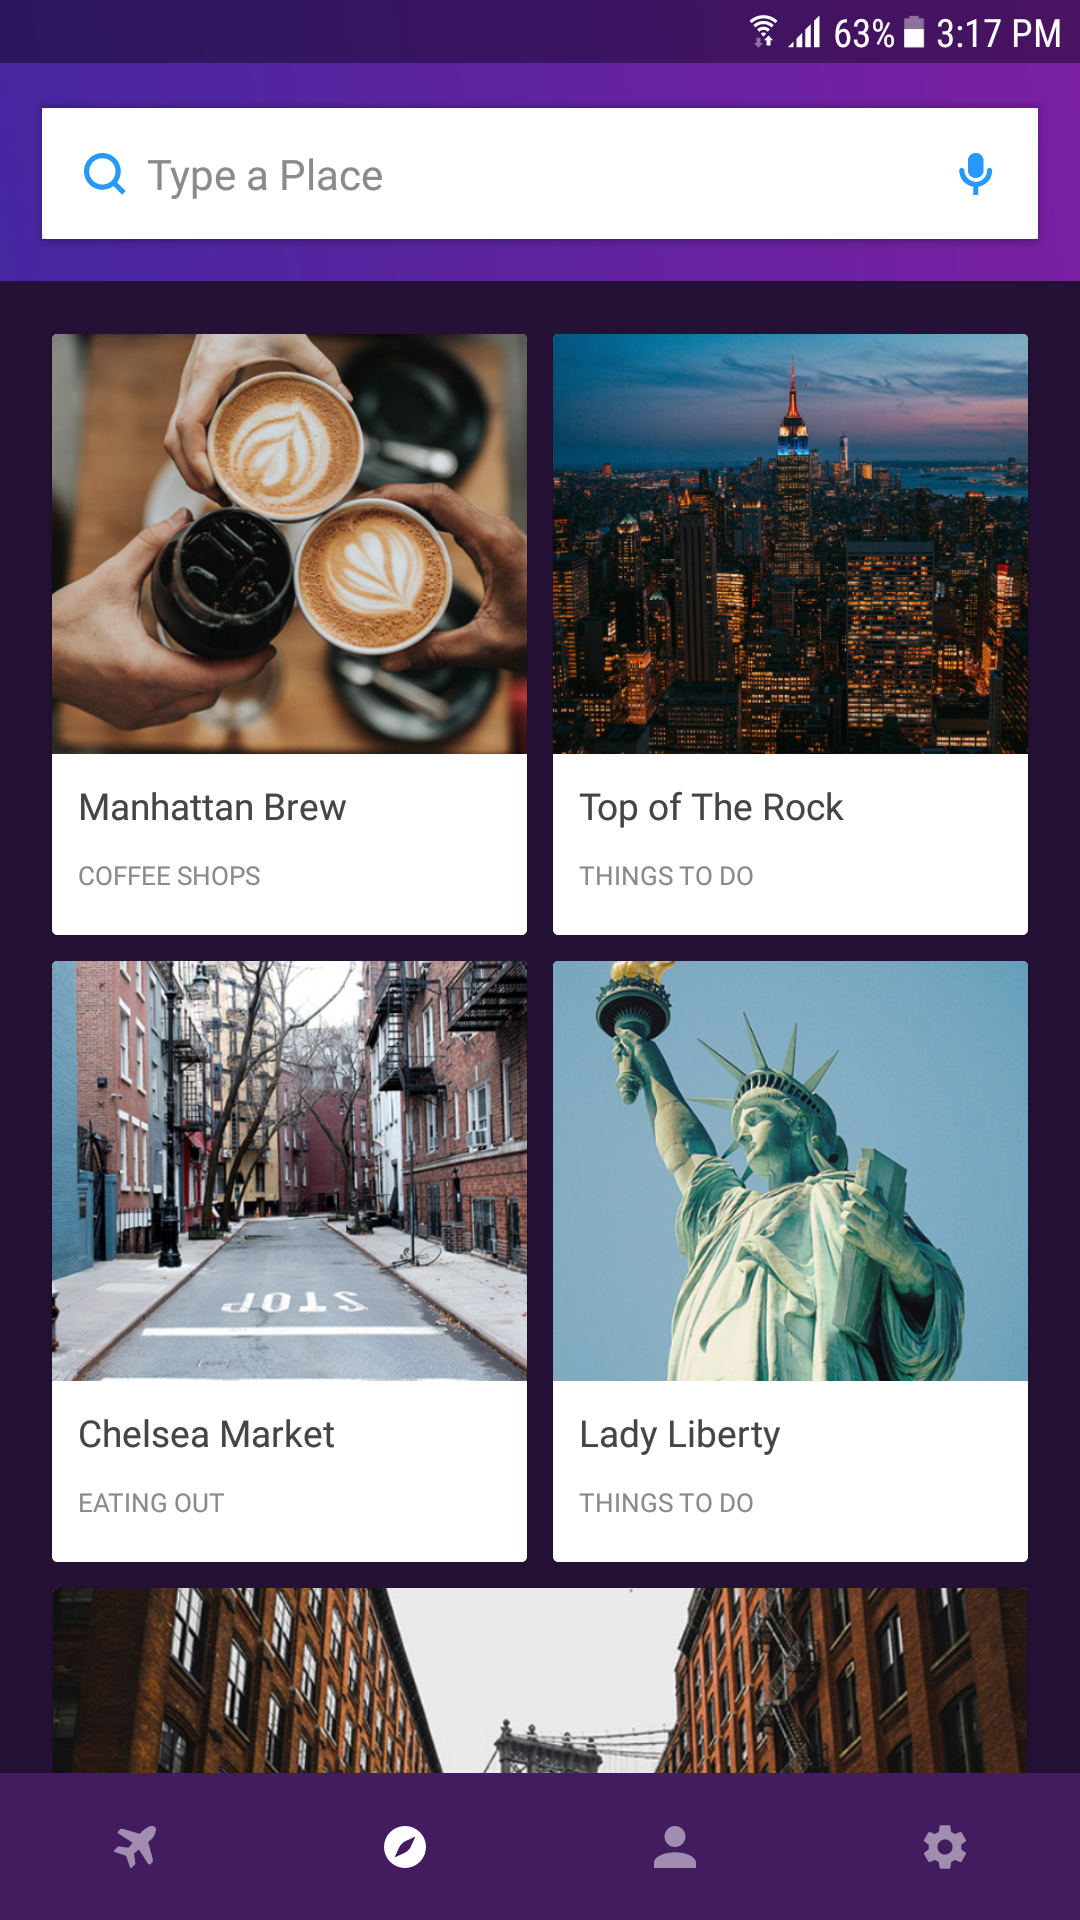 63% 3:17 PM
Type a Place
Manhattan Brew
COFFEE SHOPS
Top of The Rock
THINGS TO DO
STOP
Chelsea Market
EATING OUT
Lady Liberty
THINGS TO DO